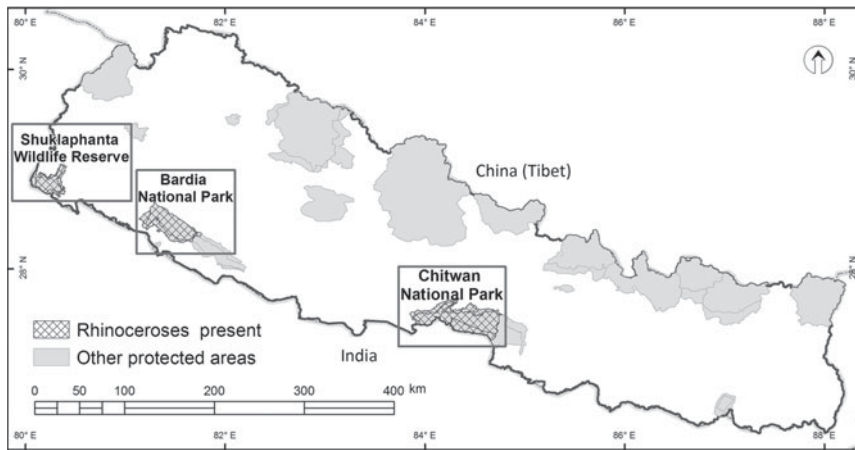 80° E 82° E 84° E 86° E 88° E
30° N 30° N
Shuklaphanta
Wildlife Reserve
Bardia
National Park
China (Tibet)
28° N 28° N
Chitwan
National Park
Rhinoceroses present
Other protected areas
India
0 25 50 100 200 300 400 km
80° E 82° E 84° E 86° E 88° E